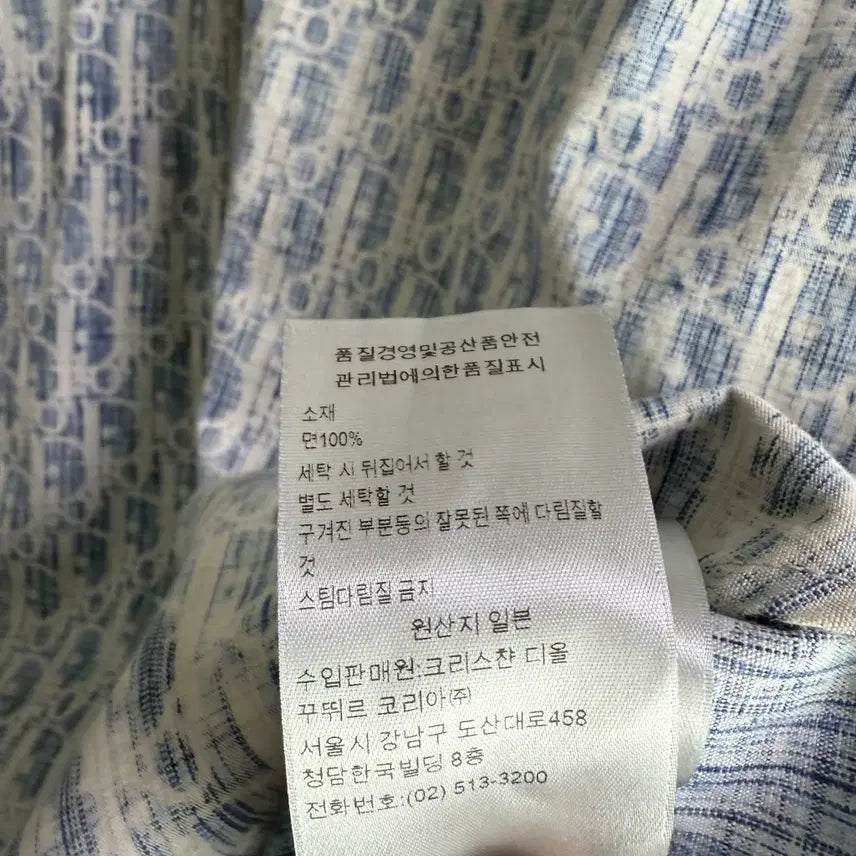 품질경영및공산품안전
관리법에의한품질표시
소재
면100%
세탁 시 뒤집어서 할 것
별도 세탁할 것
구겨진 부분등의 잘못된 쪽에 다림질할
것
스팀다림질 금지
원산지 일본
수입판매원:크리스챤 디올
꾸뛰르 코리아㈜
서울시 강남구 도산대로458
청담한국빌딩 8층
전화번호:(02) 513-3200